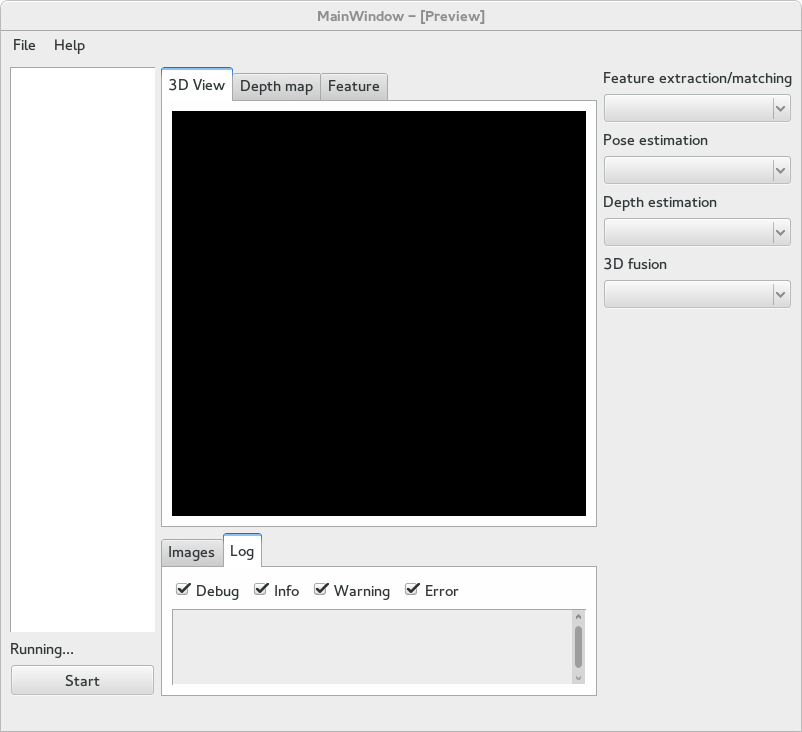 MainWindow – [Preview]
File Help
3D View Depth map Feature
Feature extraction/matching
Pose estimation
Depth estimation
3D fusion
Images Log
Debug Info Warning Error
Running...
Start